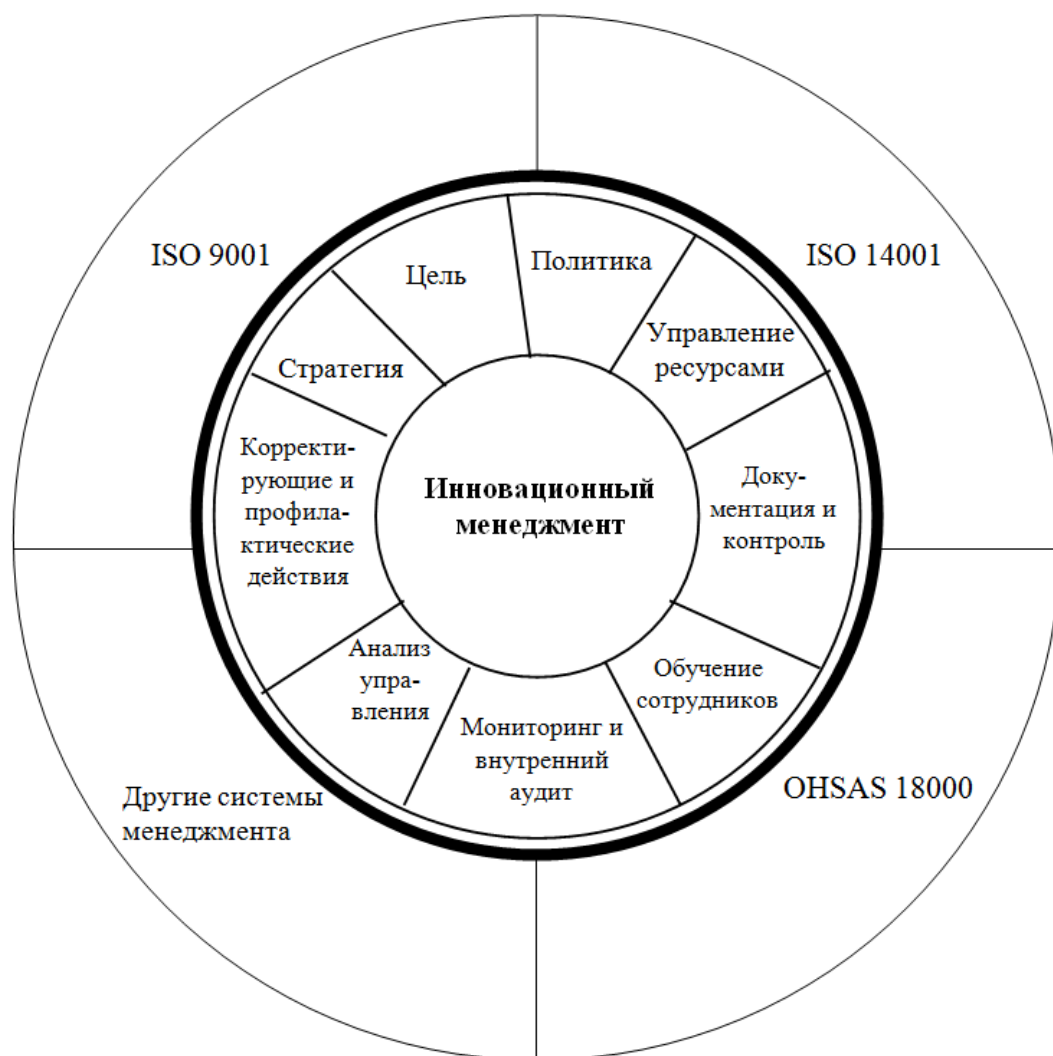 ISO 9001
ISO 14001
Цель
Политика
Управление
ресурсами
Стратегия
Корректи-
рующие и
профила-
ктические
действия
Инновационный
менеджмент
Доку-
ментация и
контроль
Анализ
упра-
вления
Обучение
сотрудников
Мониторинг и
внутренний
аудит
Другие системы
менеджмента
OHSAS 18000